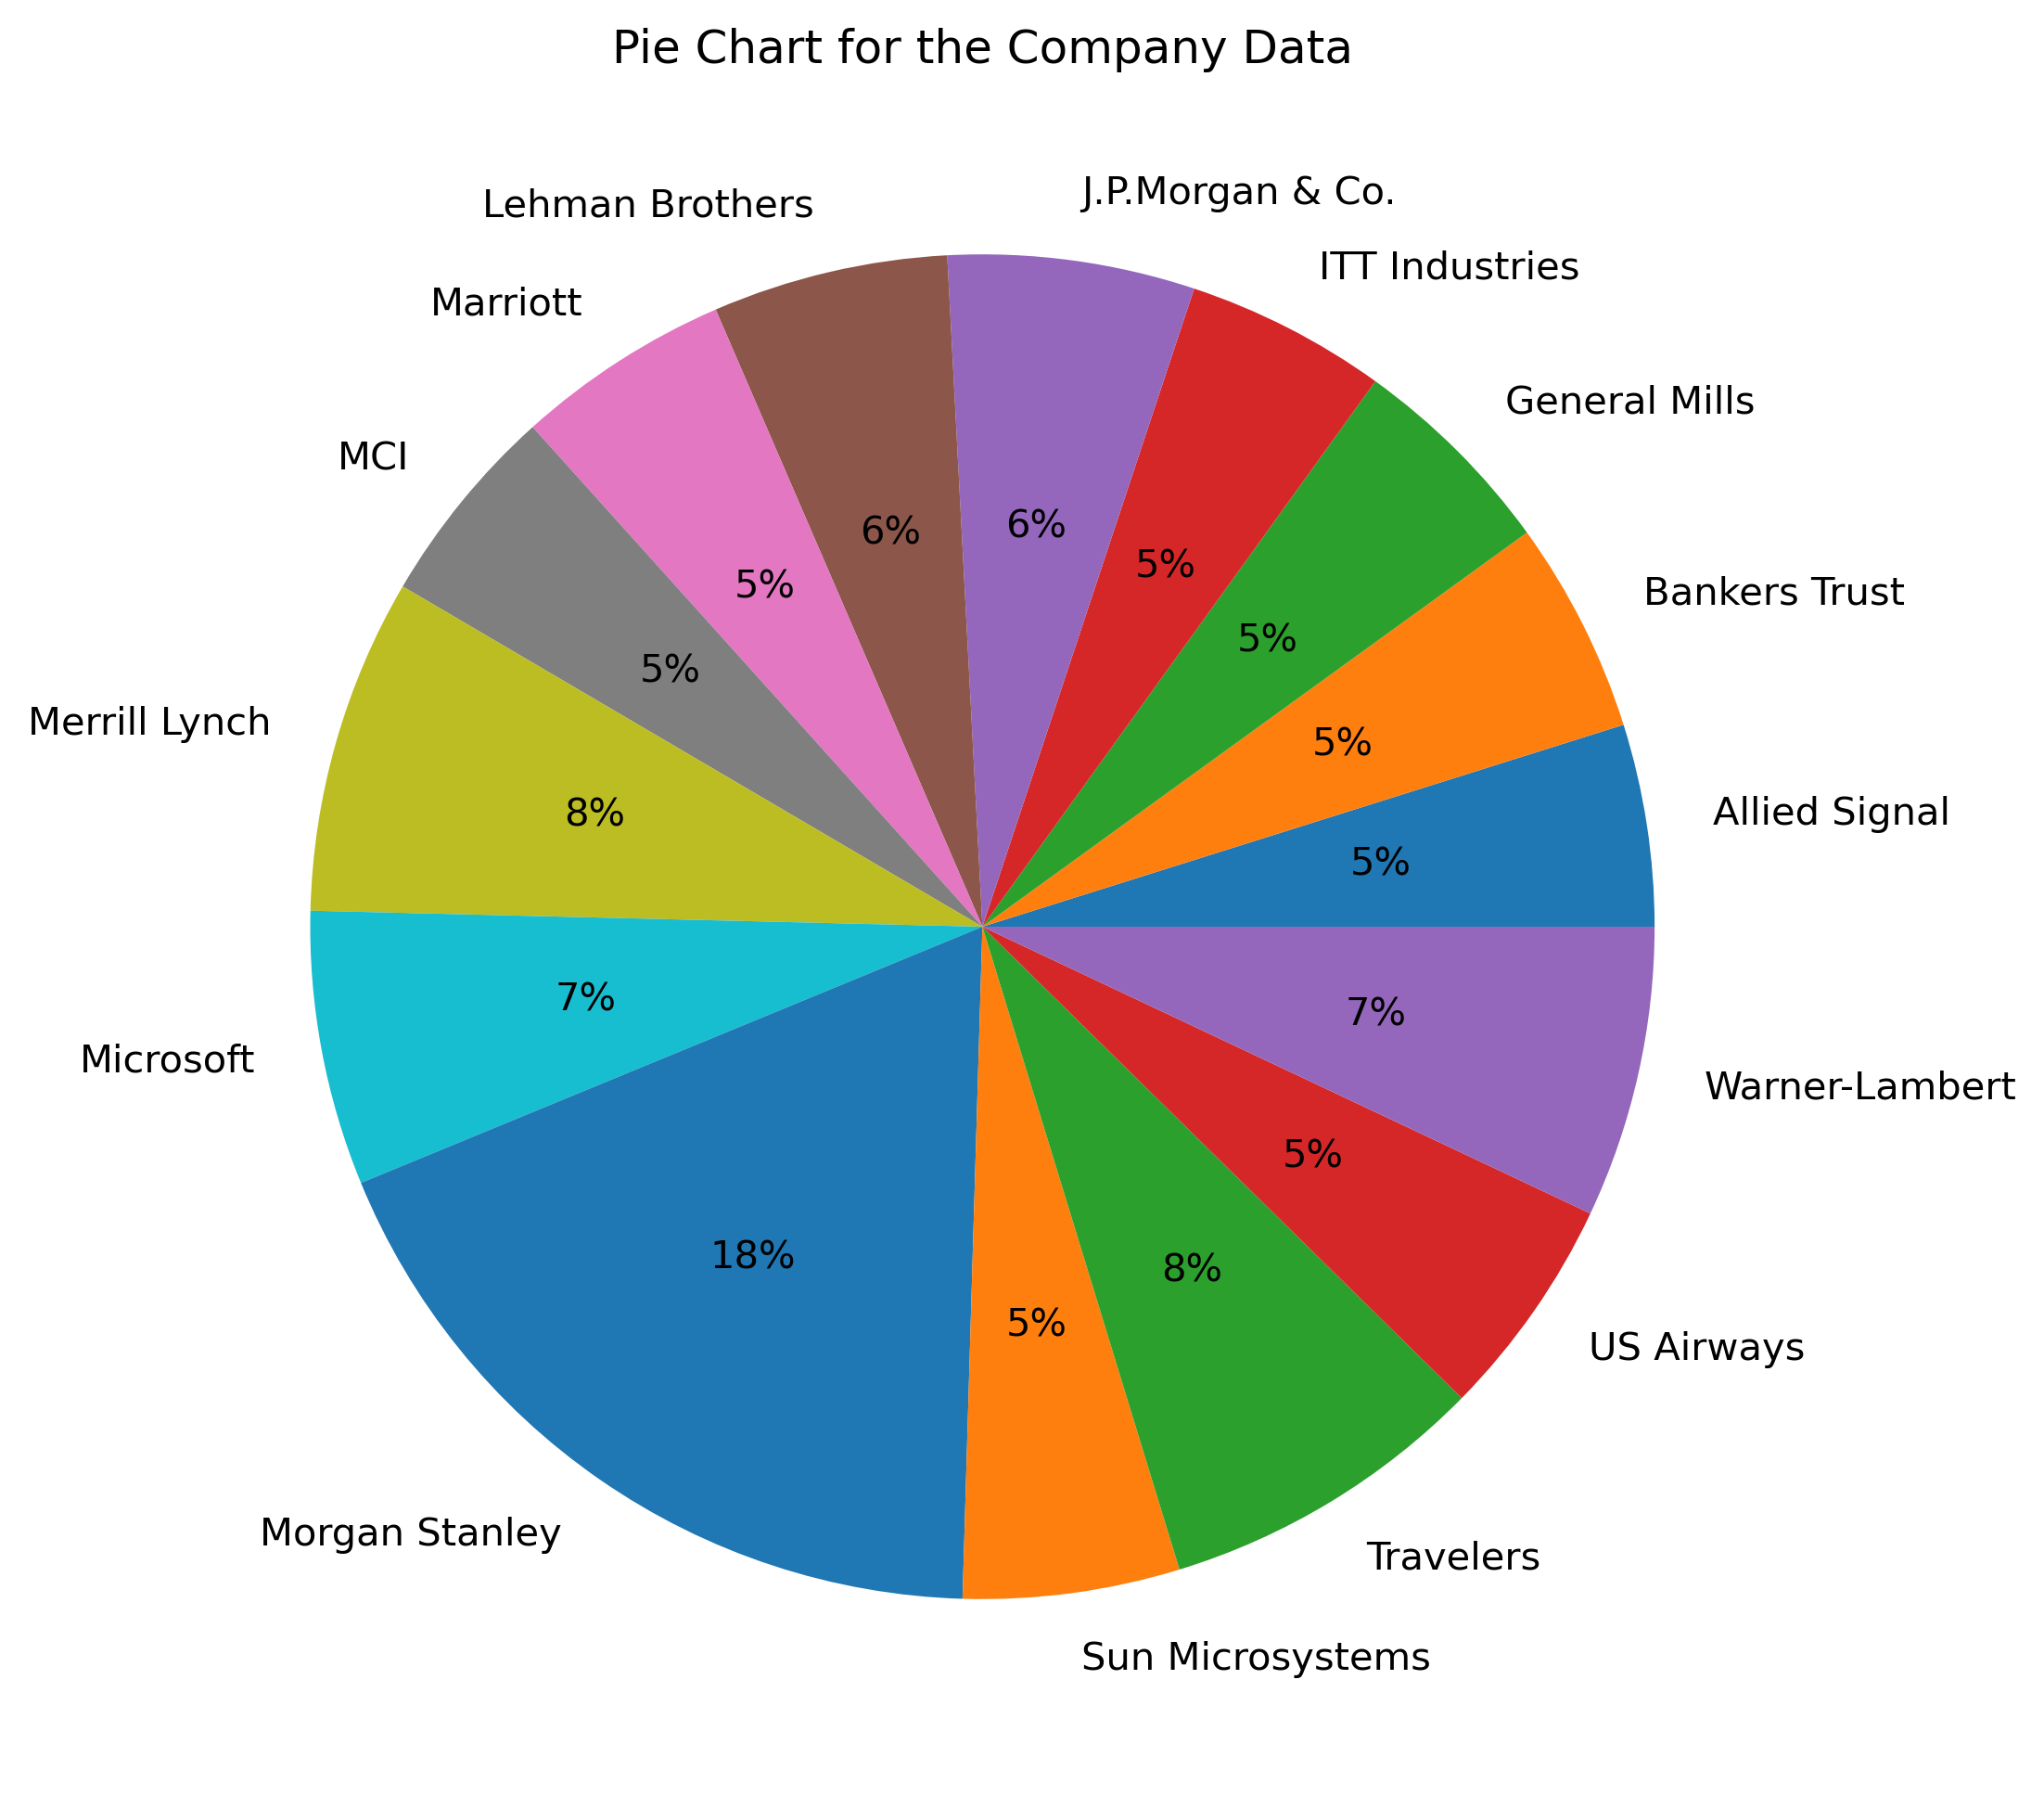 Pie Chart for the Company Data
J.P.Morgan & Co.
Lehman Brothers
ITT Industries
Marriott
General Mills
MCI
6%
6%
5%
5%
Bankers Trust
5%
5%
Merrill Lynch
5%
8%
Allied Signal
5%
7%
7%
Microsoft
Warner-Lambert
5%
18%
8%
5%
US Airways
Morgan Stanley
Travelers
Sun Microsystems